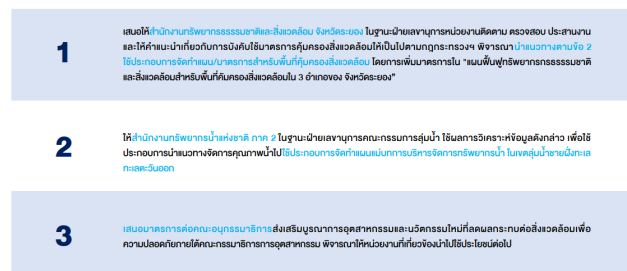 1
เสนอให้สำนักงานทรัพยากรธรรมชาติและสิ่งแวดล้อม จังหวัดระยอง ในฐานะฝ่ายเลขานุการหน่วยงานติดตาม ตรวจสอบ ประสานงาน
และให้คำแนะนำเกี่ยวกับการบังคับใช้มาตรการคุ้มครองสิ่งแวดล้อมให้เป็นไปตามกฎกระทรวงฯ พิจารณานำแนวทางตามข้อ 2
ใช้ประกอบการจัดทำแผน/มาตรการสำหรับพื้นที่คุ้มครองสิ่งแวดล้อม โดยการเพิ่มมาตรการใน "แผนฟื้นฟูทรัพยากรธรรมชาติ
และสิ่งแวดล้อมสำหรับพื้นที่คุ้มครองสิ่งแวดล้อมใน 3 อำเภอของ จังหวัดระยอง"
2
ให้สำนักงานทรัพยากรน้ำแห่งชาติ ภาค 2 ในฐานะฝ่ายเลขานุการคณะกรรมการลุ่มน้ำ ใช้ผลการวิเคราะห์ข้อมูลดังกล่าว เพื่อใช้
ประกอบการนำแนวทางจัดการคุณภาพน้ำไปใช้ประกอบการจัดทำแผนแม่บทการบริหารจัดการทรัพยากรน้ำ ในเขตลุ่มน้ำชายฝั่งทะเล
ทะเลตะวันออก
3
เสนอมาตรการต่อคณะอนุกรรมาธิการส่งเสริมบูรณาการอุตสาหกรรมและนวัตกรรมใหม่ที่ลดผลกระทบต่อสิ่งแวดล้อมเพื่อ
ความปลอดภัยภายใต้คณะกรรมาธิการการอุตสาหกรรม พิจารณาให้หน่วยงานที่เกี่ยวข้องนำไปใช้ประโยชน์ต่อไป